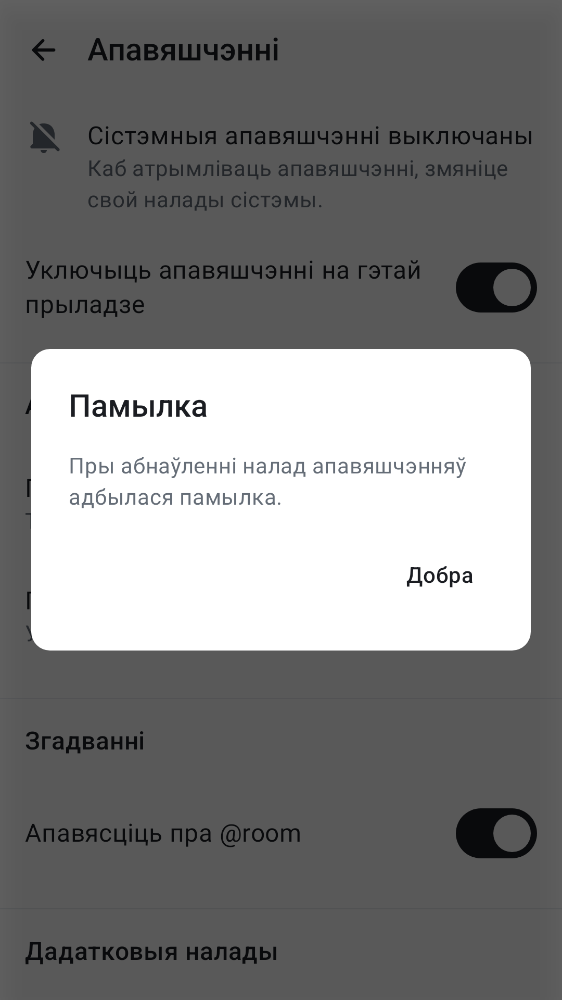 Апавяшчэнні
Сістэмныя апавяшчэнні выключаны
Каб атрымліваць апавяшчэнні, змяніце
свой налады сістэмы.
Уключыць апавяшчэнні на гэтай
прыладзе
Памылка
Пры абнаўленні налад апавяшчэнняў
адбылася памылка.
Добра
Згадванні
Апавясціць пра @room
Дадатковыя налады